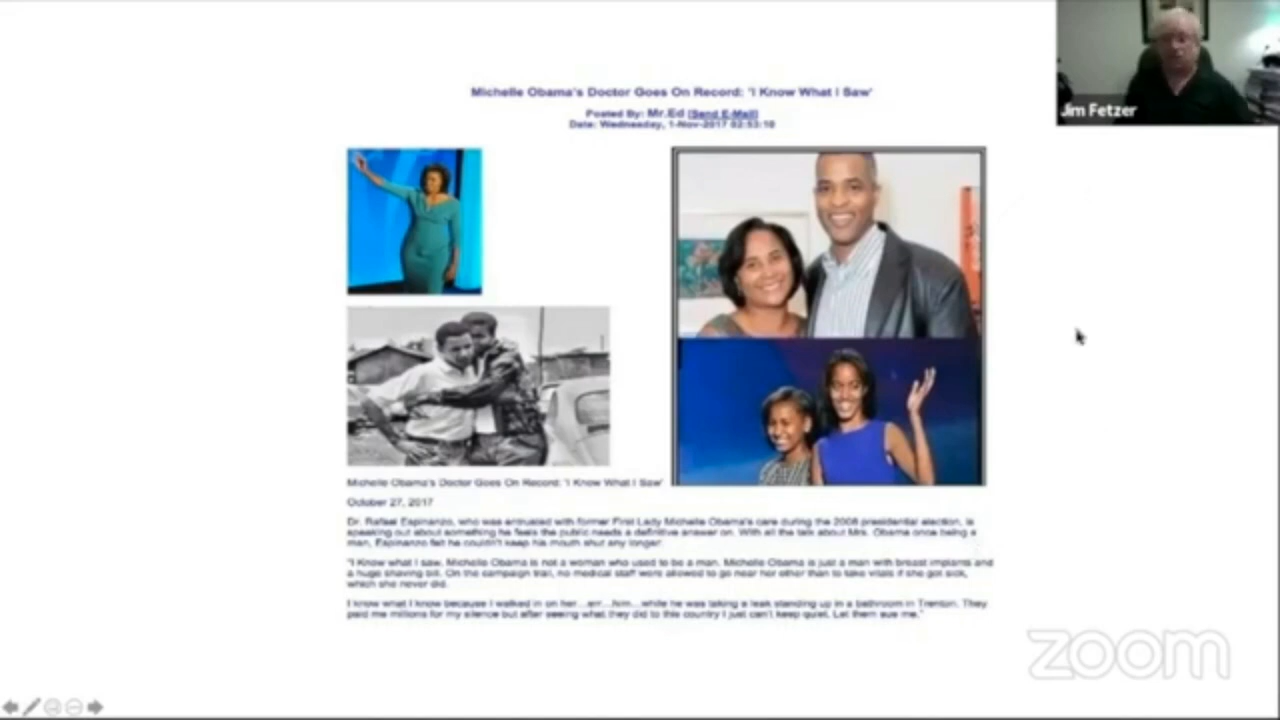 Michelle Obama's Doctor Goes On Record: 'I Know What I Saw'
Posted By: Mr.Ed [Send E-Mail]
Date: Wednesday, 1-Nov-2017 02:53:10
Jim Fetzer
Michelle Obama's Doctor Goes On Record: 'I Know What I Saw'
October 27, 2017
Dr. Rafael Espinanzo, who was entrusted with former First Lady Michelle Obama's care during the 2008 presidential election, is
speaking out about something he feels the public needs a definitive answer on. With all the talk about Mrs. Obama once being a
man, Espinanzo felt he couldn't keep his mouth shut any longer:
"I Know what I saw. Michelle Obama is not a woman who used to be a man. Michelle Obama is just a man with breast implants and
a huge shaving bill. On the campaign trail, no medical staff were allowed to go near her other than to take vitals if she got sick,
which she never did.
I know what I know because I walked in on her...err...him...while he was taking a leak standing up in a bathroom in Trenton. They
paid me millions for my silence but after seeing what they did to this country I just can't keep quiet. Let them sue me."
zoom